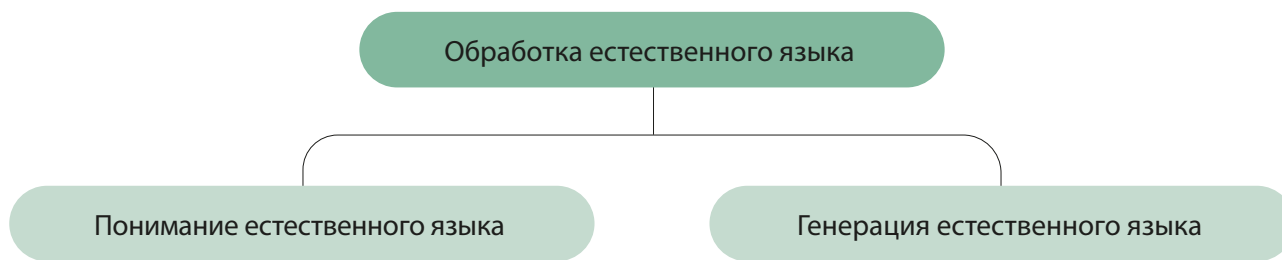 Обработка естественного языка
Понимание естественного языка
Генерация естественного языка